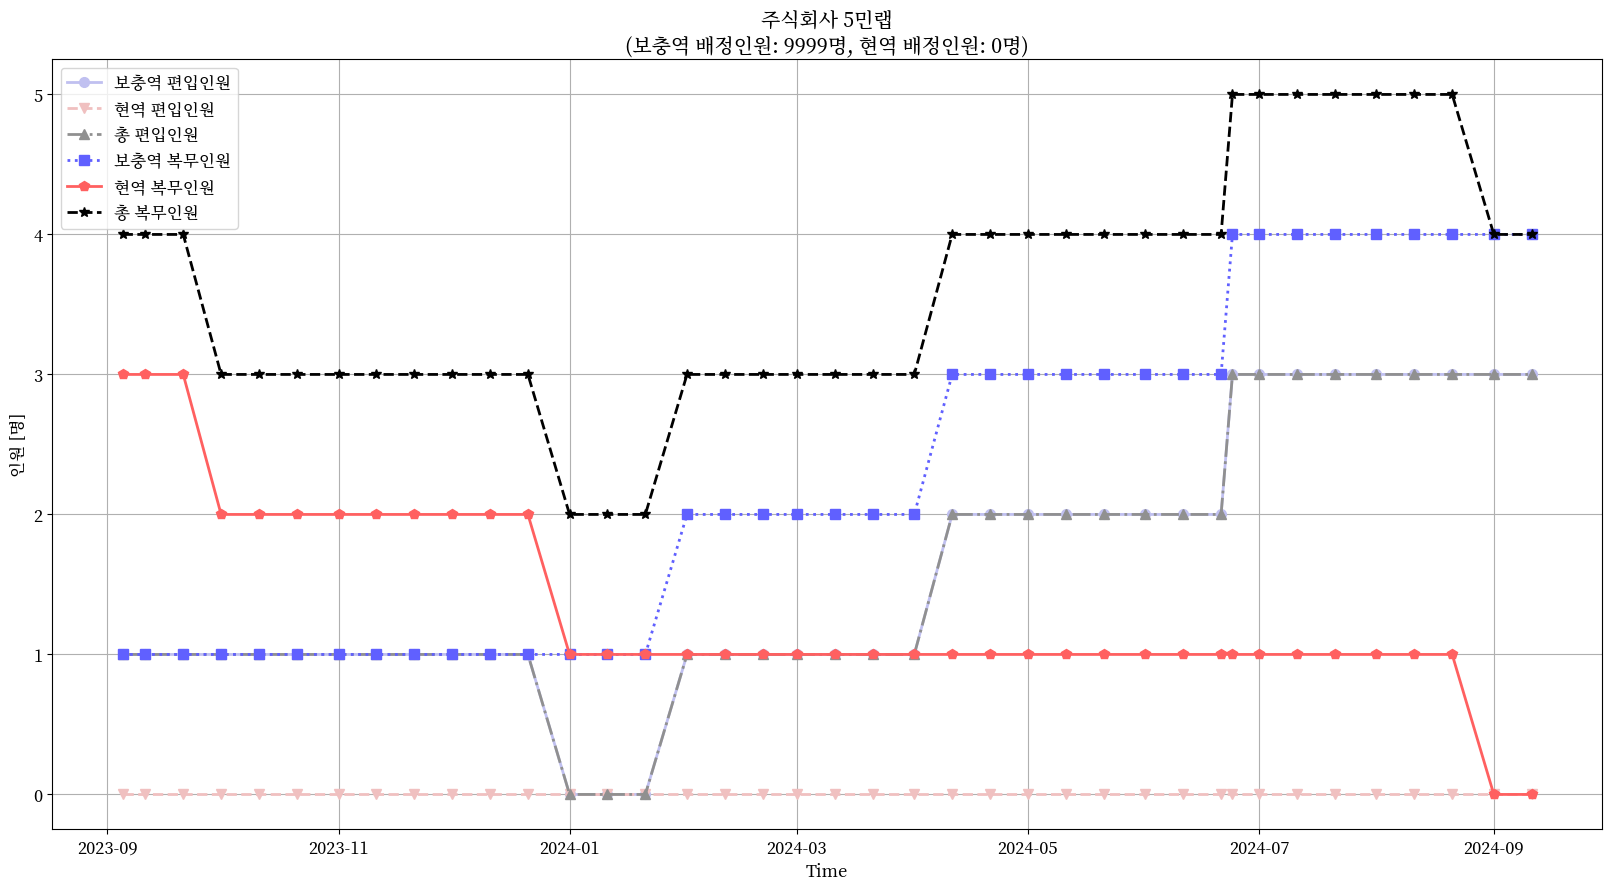 주식회사 5민랩
(보충역 배정인원: 9999명, 현역 배정인원: 0명)
보충역 편입인원
현역 편입인원
총 편입인원
보충역 복무인원
현역 복무인원
총 복무인원
인원 [명]
5
4
3
2
1
0
2023-09 2023-11 2024-01 2024-03 2024-05 2024-07 2024-09
Time